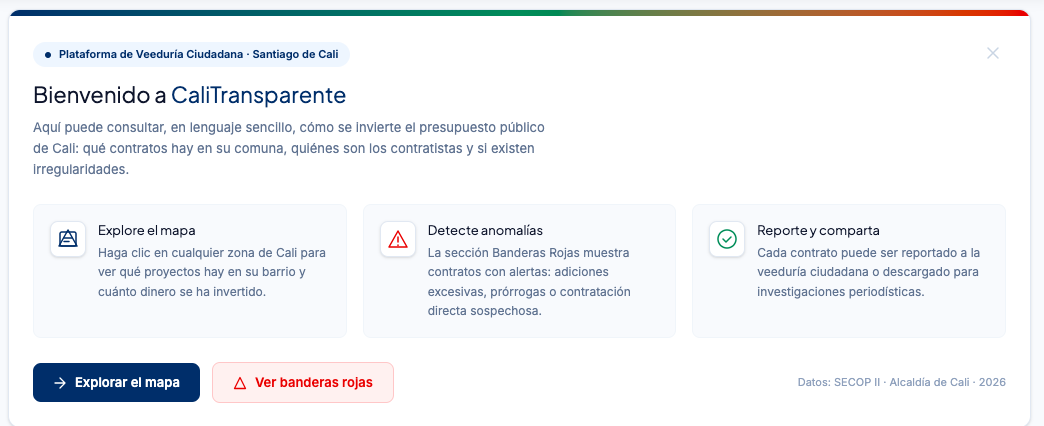 Plataforma de Veeduría Ciudadana · Santiago de Cali
Bienvenido a CaliTransparente
Aquí puede consultar, en lenguaje sencillo, cómo se invierte el presupuesto público
de Cali: qué contratos hay en su comuna, quiénes son los contratistas y si existen
irregularidades.
Explore el mapa
Haga clic en cualquier zona de Cali para
ver qué proyectos hay en su barrio y
cuánto dinero se ha invertido.
Detecte anomalías
La sección Banderas Rojas muestra
contratos con alertas: adiciones
excesivas, prórrogas o contratación
directa sospechosa.
Reporte y comparta
Cada contrato puede ser reportado a la
veeduría ciudadana o descargado para
investigaciones periodísticas.
Explorar el mapa
Ver banderas rojas
Datos: SECOP II · Alcaldía de Cali · 2026